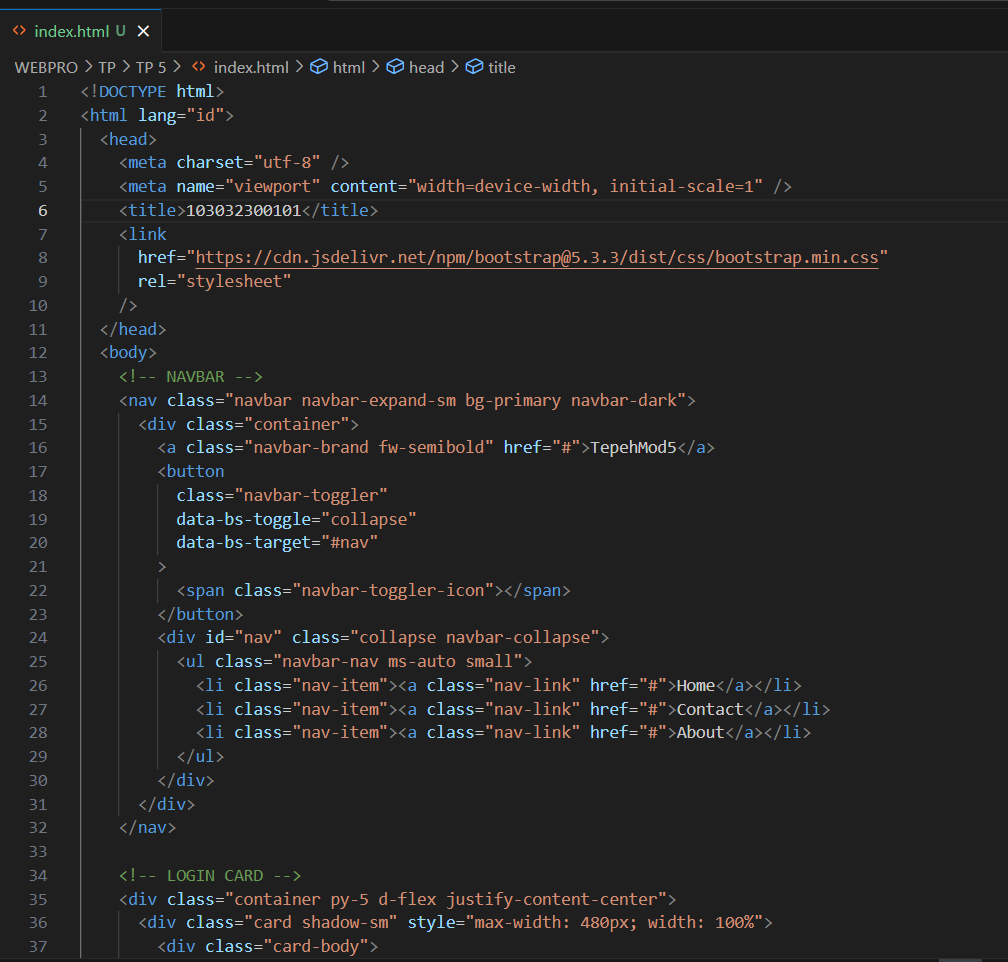 index.html U
WEBPRO > TP > TP 5 > index.html > html > head > title
1 <!DOCTYPE html>
2 <html lang="id">
3 <head>
4 <meta charset="utf-8" />
5 <meta name="viewport" content="width=device-width, initial-scale=1" />
6 <title>103032300101</title>
7 <link
8 href="https://cdn.jsdelivr.net/npm/bootstrap@5.3.3/dist/css/bootstrap.min.css"
9 rel="stylesheet"
10 />
11 </head>
12 <body>
13 <!-- NAVBAR -->
14 <nav class="navbar navbar-expand-sm bg-primary navbar-dark">
15 <div class="container">
16 <a class="navbar-brand fw-semibold" href="#">TepehMod5</a>
17 <button
18 class="navbar-toggler"
19 data-bs-toggle="collapse"
20 data-bs-target="#nav"
21 >
22 <span class="navbar-toggler-icon"></span>
23 </button>
24 <div id="nav" class="collapse navbar-collapse">
25 <ul class="navbar-nav ms-auto small">
26 <li class="nav-item"><a class="nav-link" href="#">Home</a></li>
27 <li class="nav-item"><a class="nav-link" href="#">Contact</a></li>
28 <li class="nav-item"><a class="nav-link" href="#">About</a></li>
29 </ul>
30 </div>
31 </div>
32 </nav>
33
34 <!-- LOGIN CARD -->
35 <div class="container py-5 d-flex justify-content-center">
36 <div class="card shadow-sm" style="max-width: 480px; width: 100%">
37 <div class="card-body">